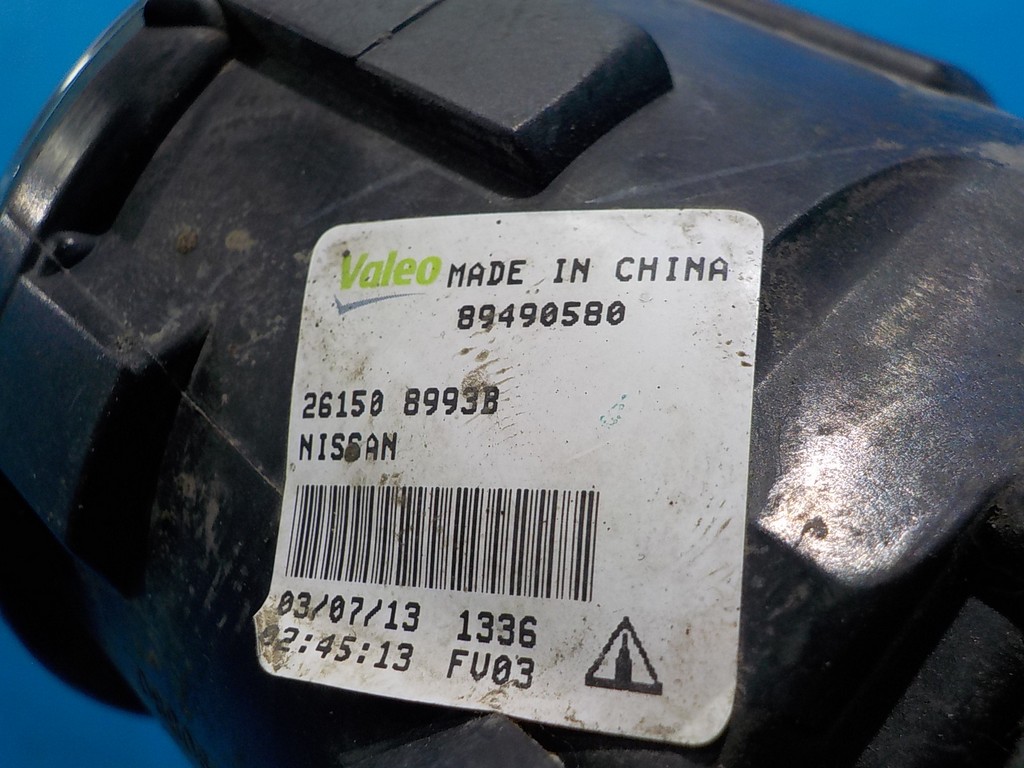 Valeo MADE IN CHINA
89490580
26150 8993B
NISSAN
03/07/13 1336
02:45:13 FV03